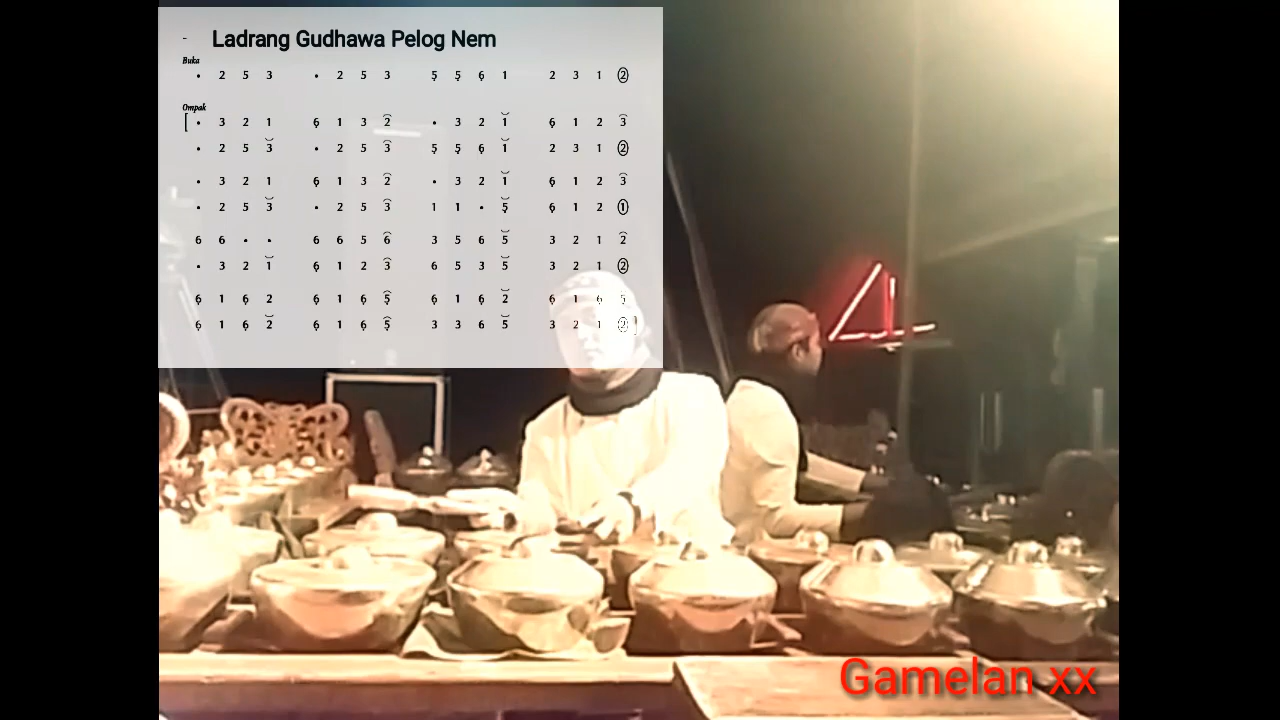 - Ladrang Gudhawa Pelog Nem
Buka
• 2 5 3 • 2 5 3 5̣ 5̣ 6̣ 1 2 3 1 ②
Ompak
[ • 3 2 1 6̣ 1 3 2̑ • 3 2 1̆ 6̣ 1 2 3̑
• 2 5 3̆ • 2 5 3̑ 5̣ 5̣ 6̣ 1̆ 2 3 1 ②
• 3 2 1 6̣ 1 3 2̑ • 3 2 1̆ 6̣ 1 2 3̑
• 2 5 3̆ • 2 5 3̑ 1 1 • 5̣̆ 6̣ 1 2 ①
6 6 • • 6 6 5 6̑ 3 5 6 5̆ 3 2 1 2̑
• 3 2 1̆ 6̣ 1 2 3̑ 6 5 3 5̆ 3 2 1 ②
6̣ 1 6̣ 2 6̣ 1 6̣ 5̣̑ 6̣ 1 6̣ 2̆ 6̣ 1 6̣ 5̣
6̣ 1 6̣ 2̆ 6̣ 1 6̣ 5̣̑ 3 3 6 5̆ 3 2 1 ② ]
Gamelan xx